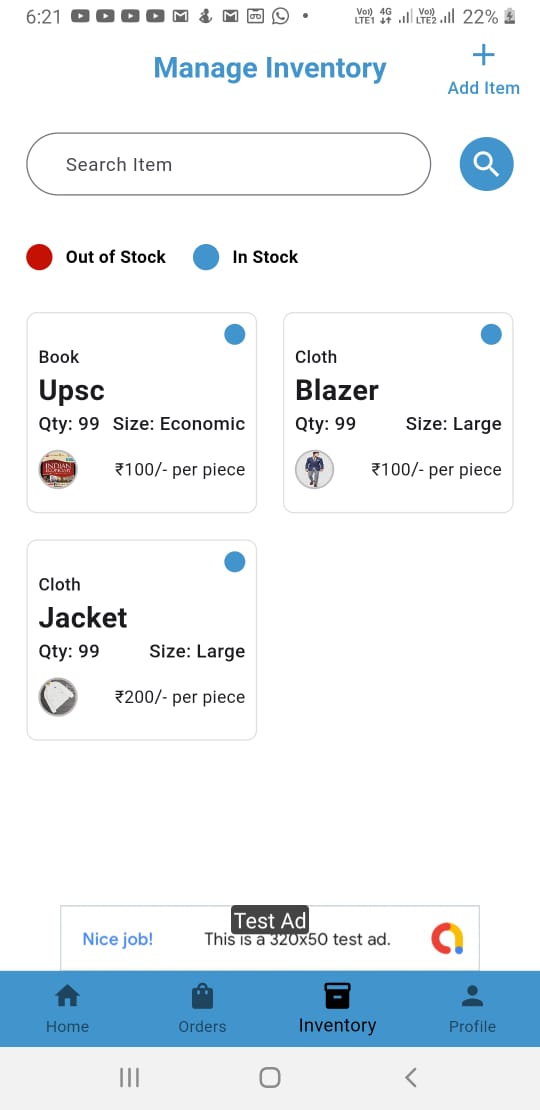 6:21
Vo)) LTE1 4G Vo)) LTE2 22%
Manage Inventory
Add Item
Search Item
Out of Stock In Stock
Book
Upsc
Qty: 99 Size: Economic
INDIAN ECONOMY
₹100/- per piece
Cloth
Blazer
Qty: 99 Size: Large
₹100/- per piece
Cloth
Jacket
Qty: 99 Size: Large
₹200/- per piece
Test Ad
Nice job! This is a 320x50 test ad.
Home Orders Inventory Profile